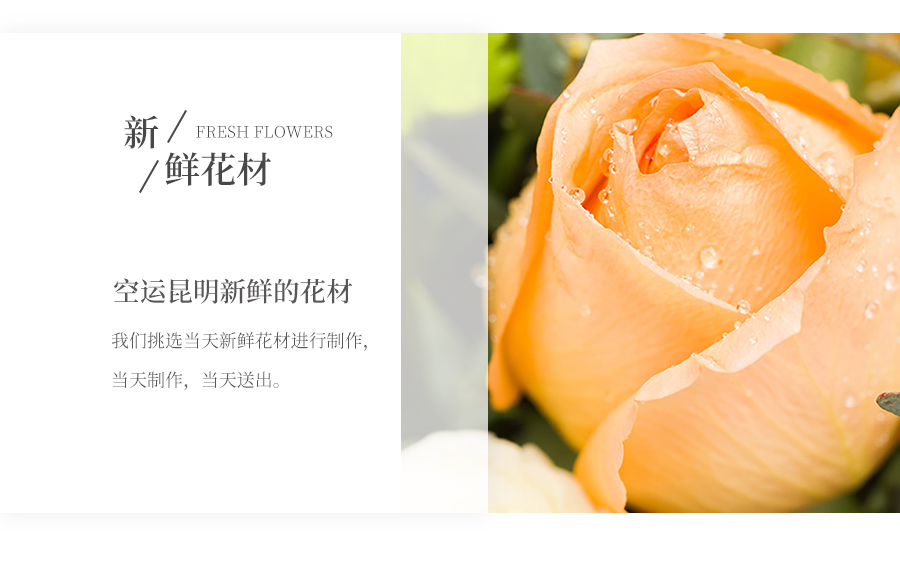 新
FRESH FLOWERS
鲜花材
空运昆明新鲜的花材
我们挑选当天新鲜花材进行制作,
当天制作，当天送出。